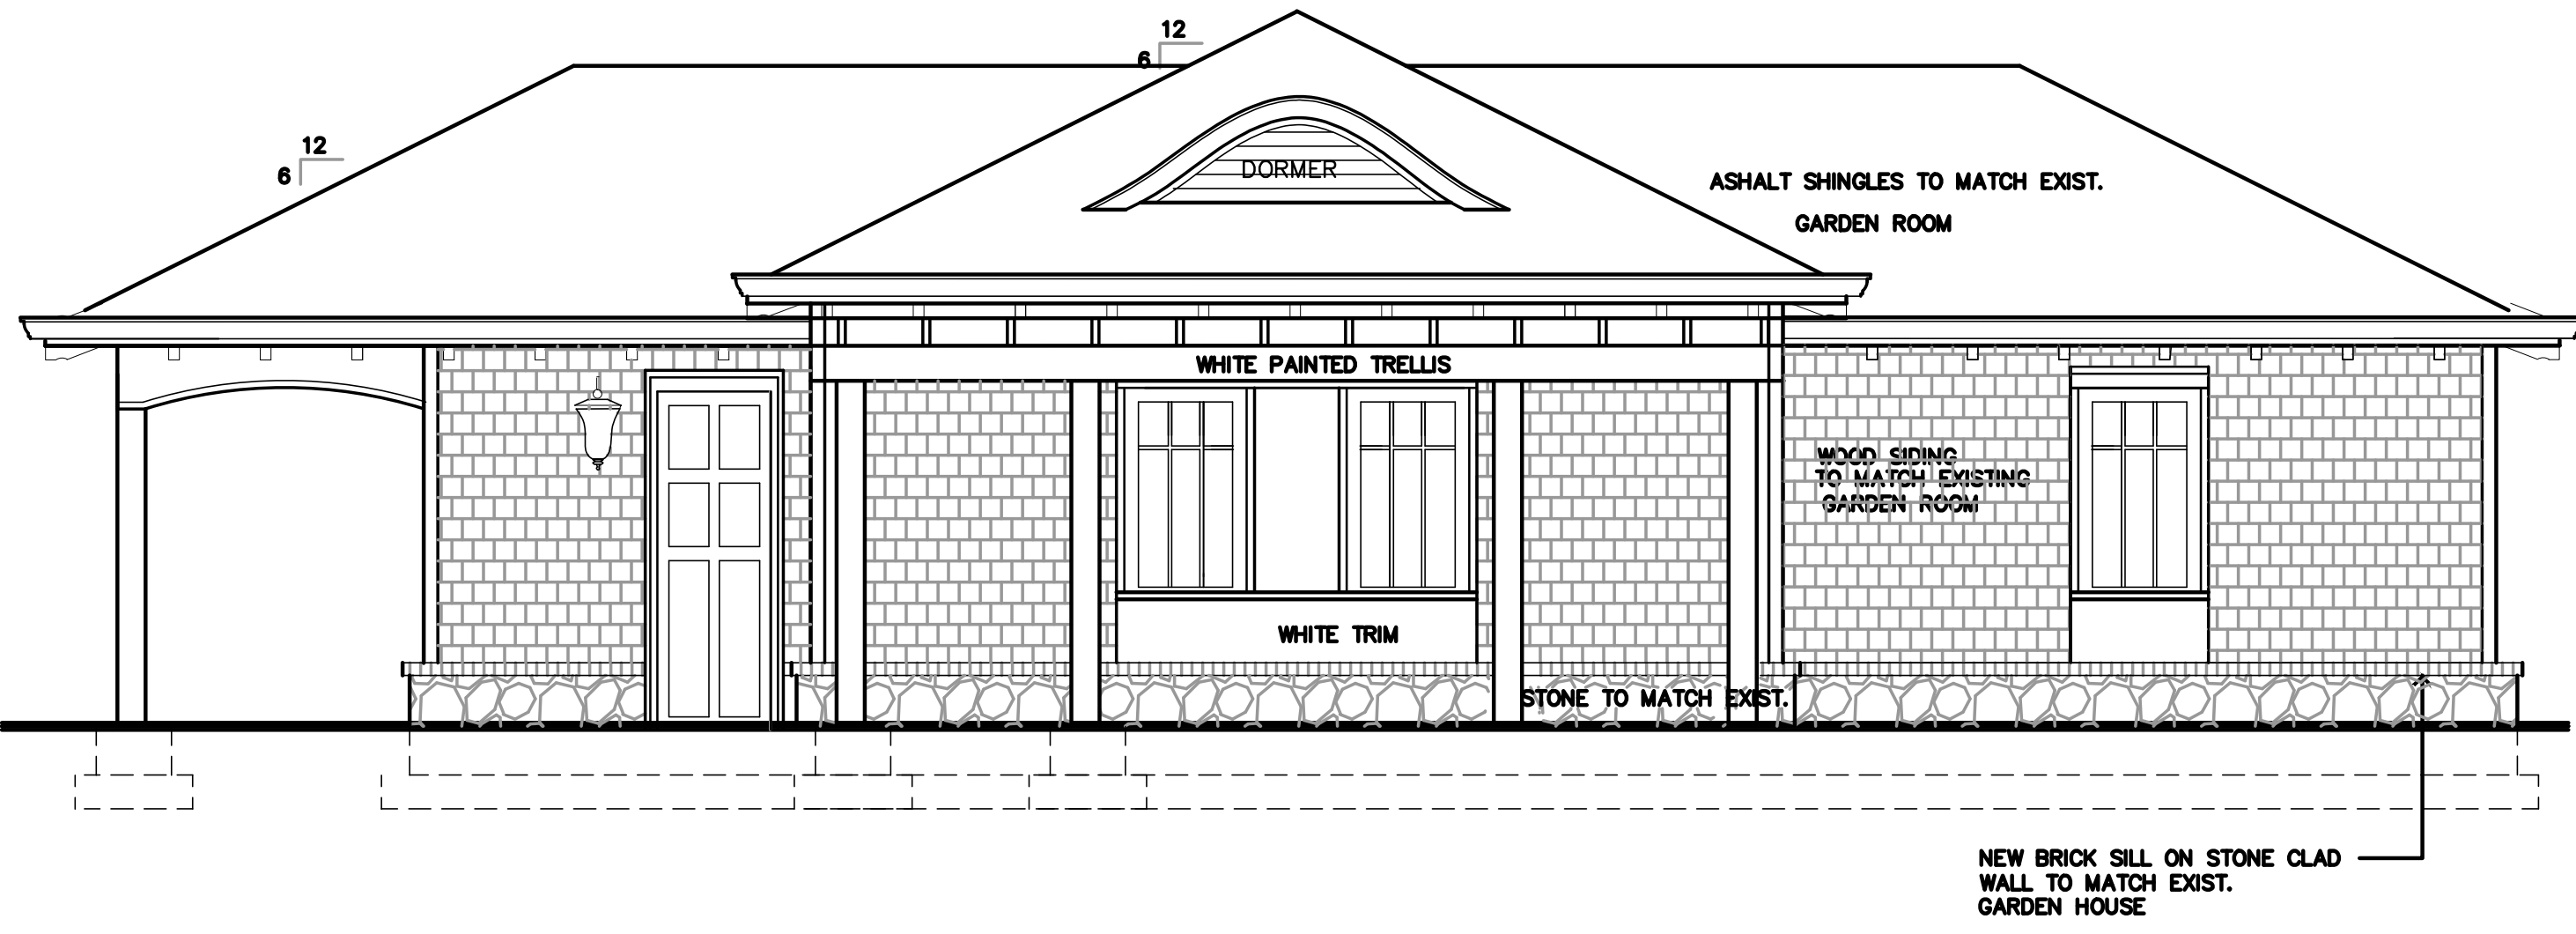 12
6
12
6
DORMER
ASHALT SHINGLES TO MATCH EXIST.
GARDEN ROOM
WHITE PAINTED TRELLIS
WOOD SIDING
TO MATCH EXISTING
GARDEN ROOM
WHITE TRIM
STONE TO MATCH EXIST.
NEW BRICK SILL ON STONE CLAD
WALL TO MATCH EXIST.
GARDEN HOUSE